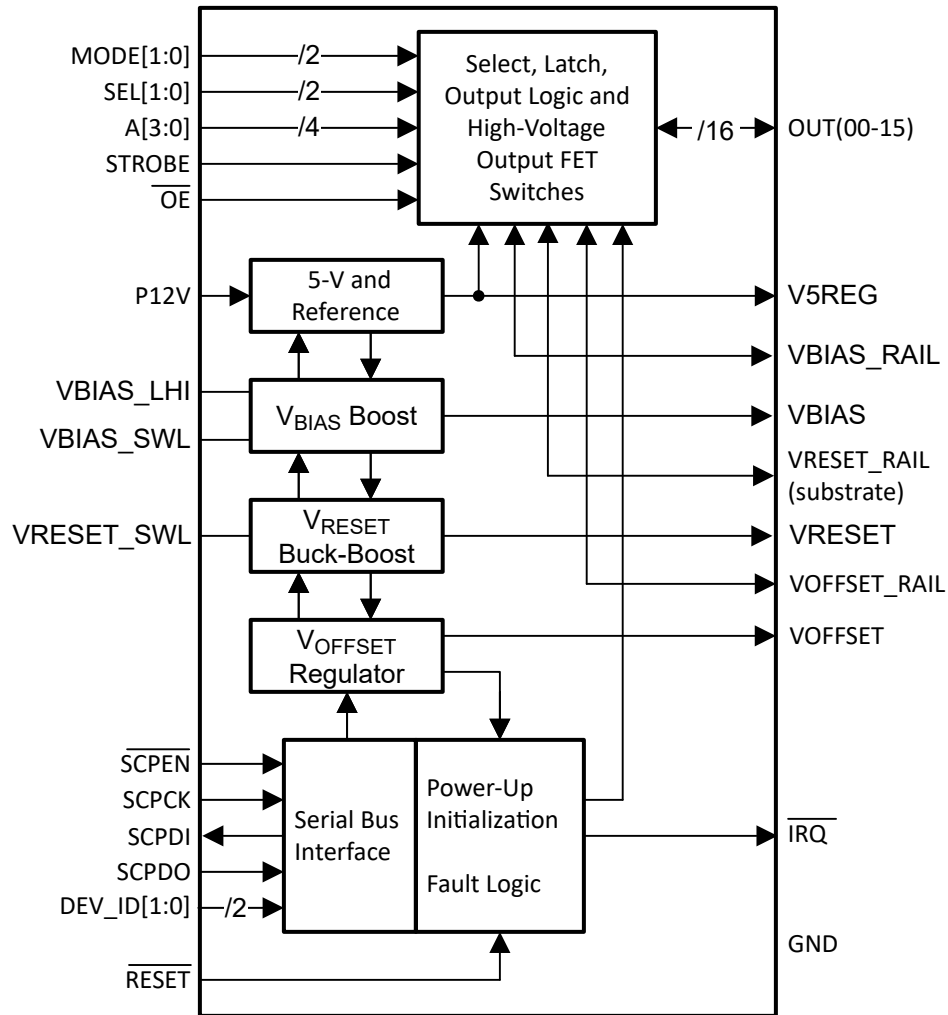 MODE[1:0]
/2
SEL[1:0]
/2
A[3:0]
/4
STROBE
OE
Select, Latch,
Output Logic and
High-Voltage
Output FET
Switches
/16
OUT(00-15)
P12V
5-V and
Reference
V5REG
VBIAS_RAIL
VBIAS_LHI
VBIAS_SWL
VBIAS Boost
VBIAS
VRESET_RAIL
(substrate)
VRESET_SWL
VRESET
Buck-Boost
VRESET
VOFFSET_RAIL
VOFFSET
Regulator
VOFFSET
SCPEN
SCPCK
SCPDI
SCPDO
DEV_ID[1:0]
/2
RESET
Serial Bus
Interface
Power-Up
Initialization
Fault Logic
IRQ
GND